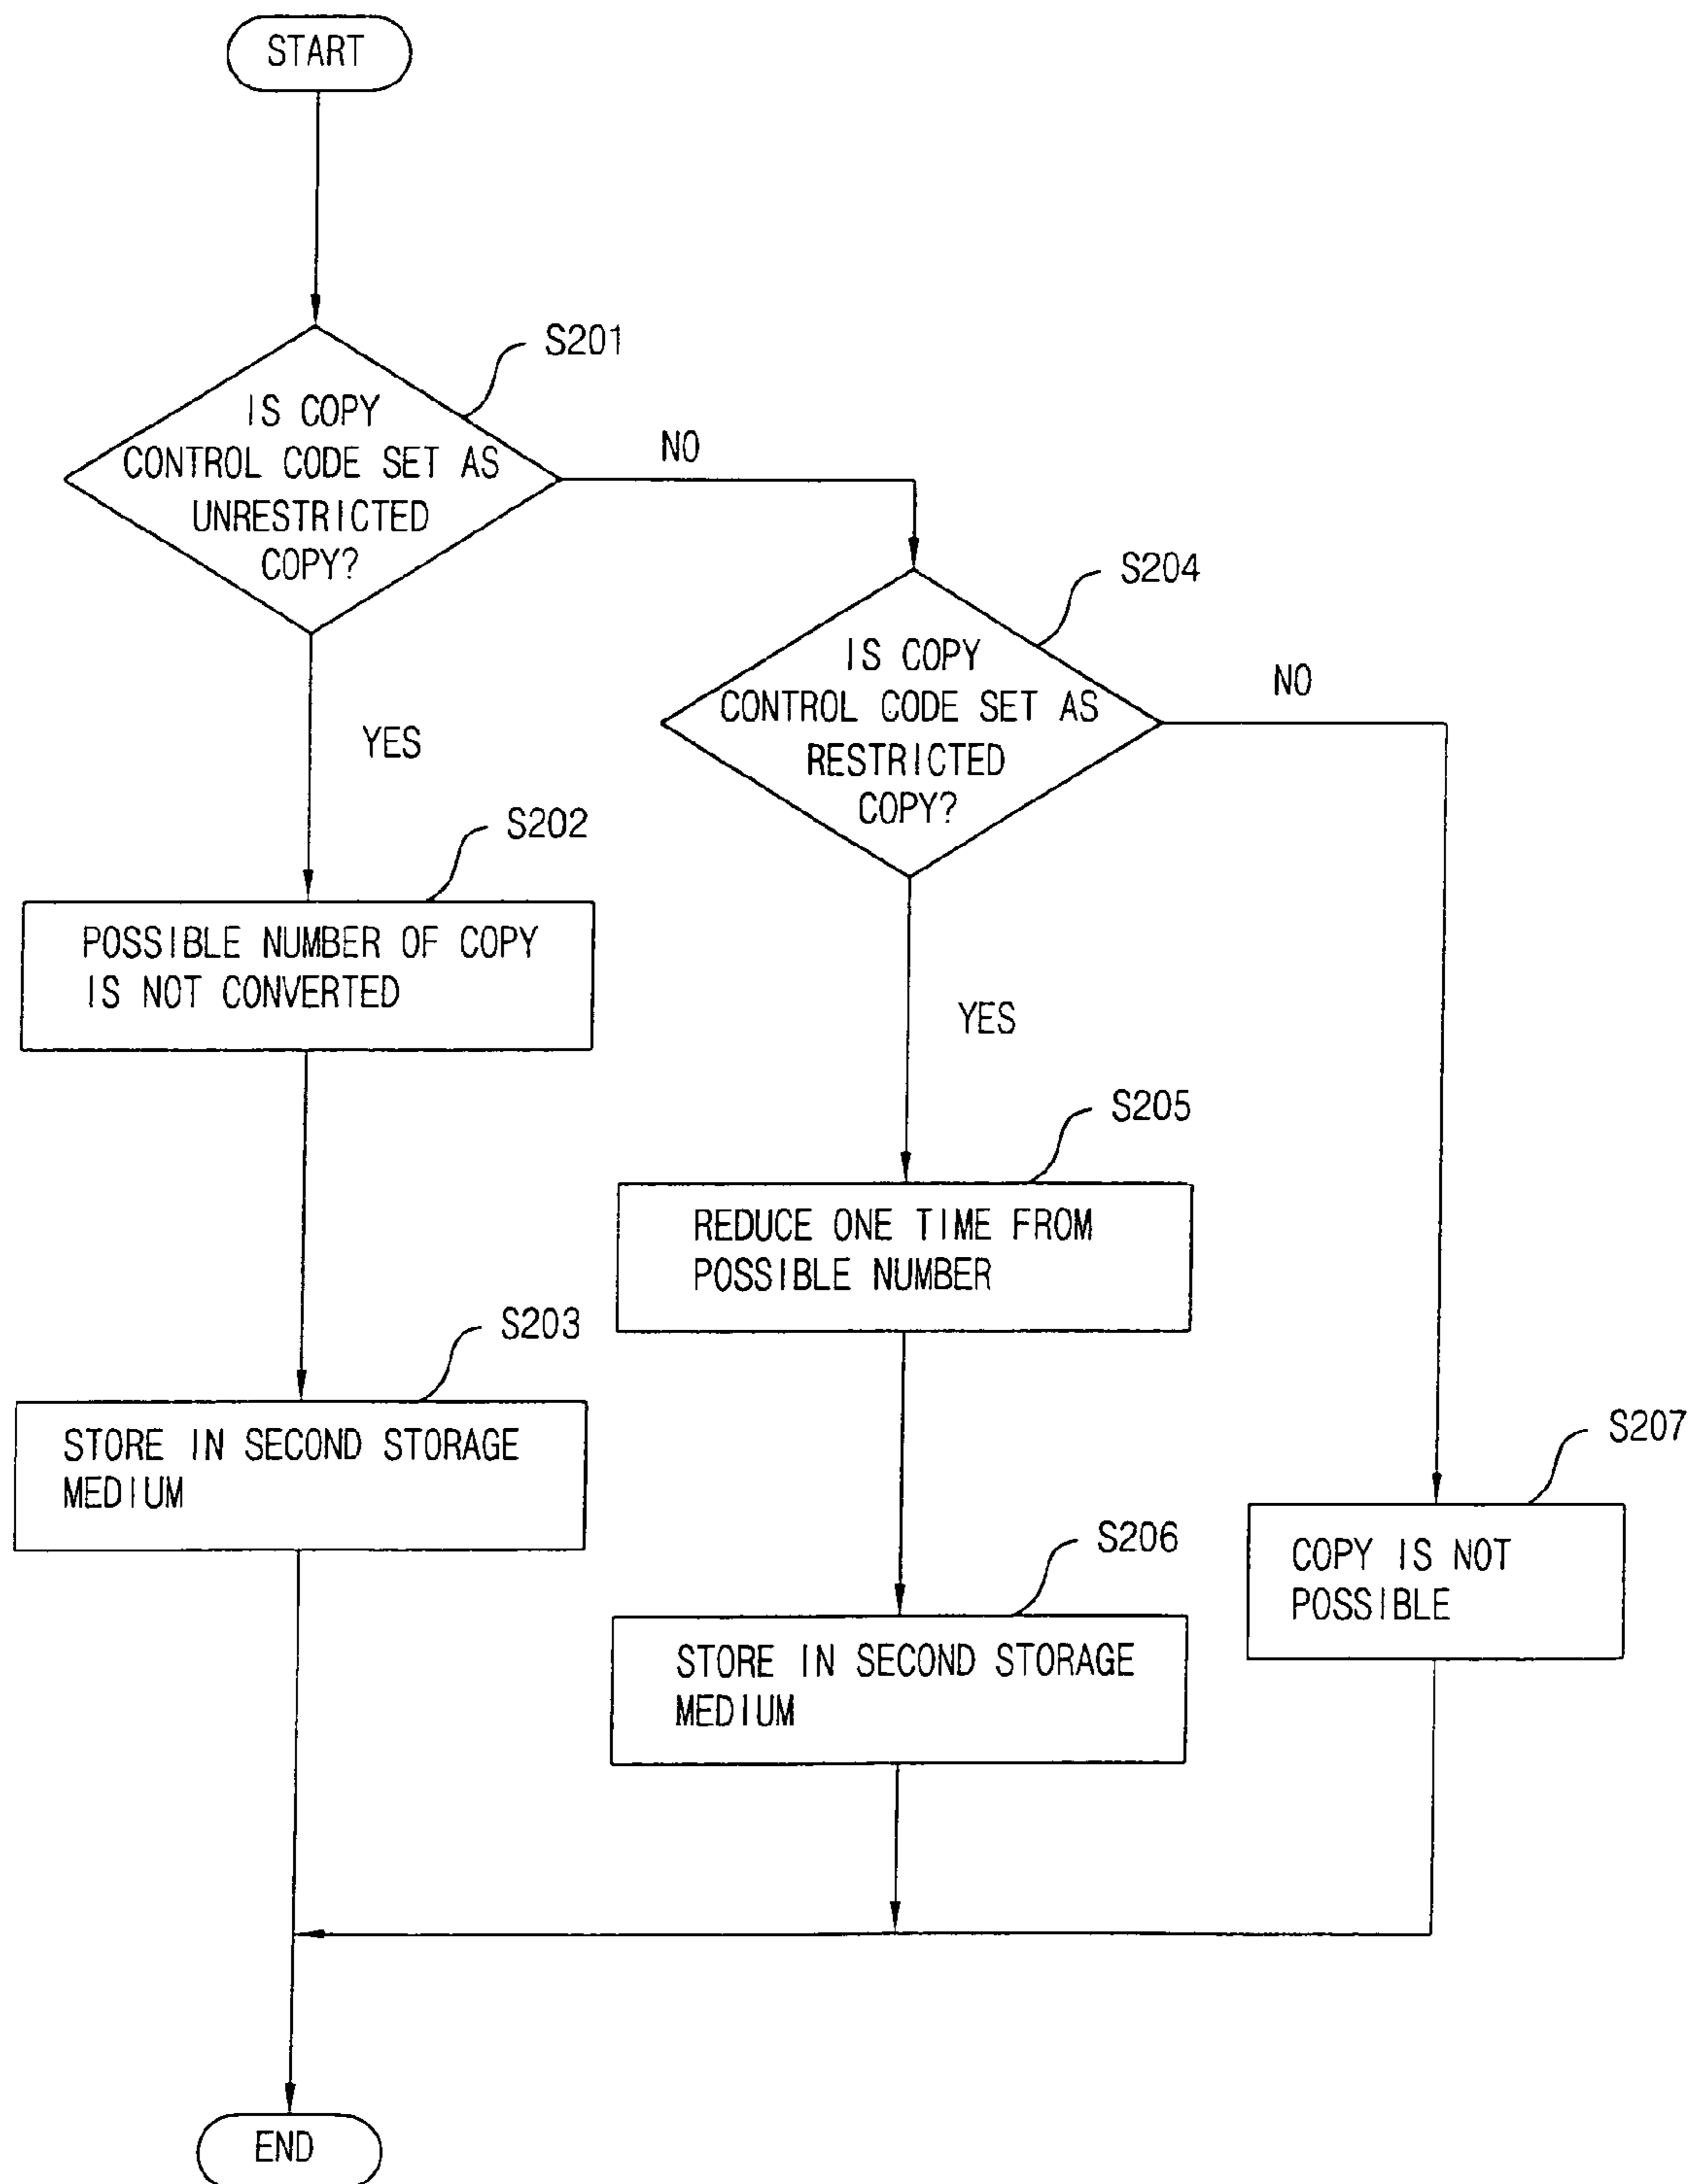 START
S201
IS COPY
CONTROL CODE SET AS
UNRESTRICTED
COPY?
NO
S204
IS COPY
CONTROL CODE SET AS
RESTRICTED
COPY?
NO
YES
S202
POSSIBLE NUMBER OF COPY
IS NOT CONVERTED
YES
S205
REDUCE ONE TIME FROM
POSSIBLE NUMBER
S203
STORE IN SECOND STORAGE
MEDIUM
S207
COPY IS NOT
POSSIBLE
S206
STORE IN SECOND STORAGE
MEDIUM
END